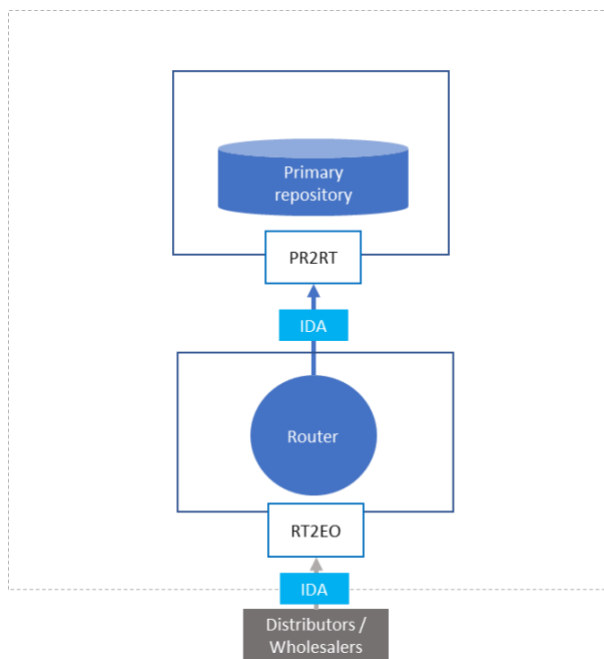 Primary
repository
PR2RT
IDA
Router
RT2EO
IDA
Distributors /
Wholesalers